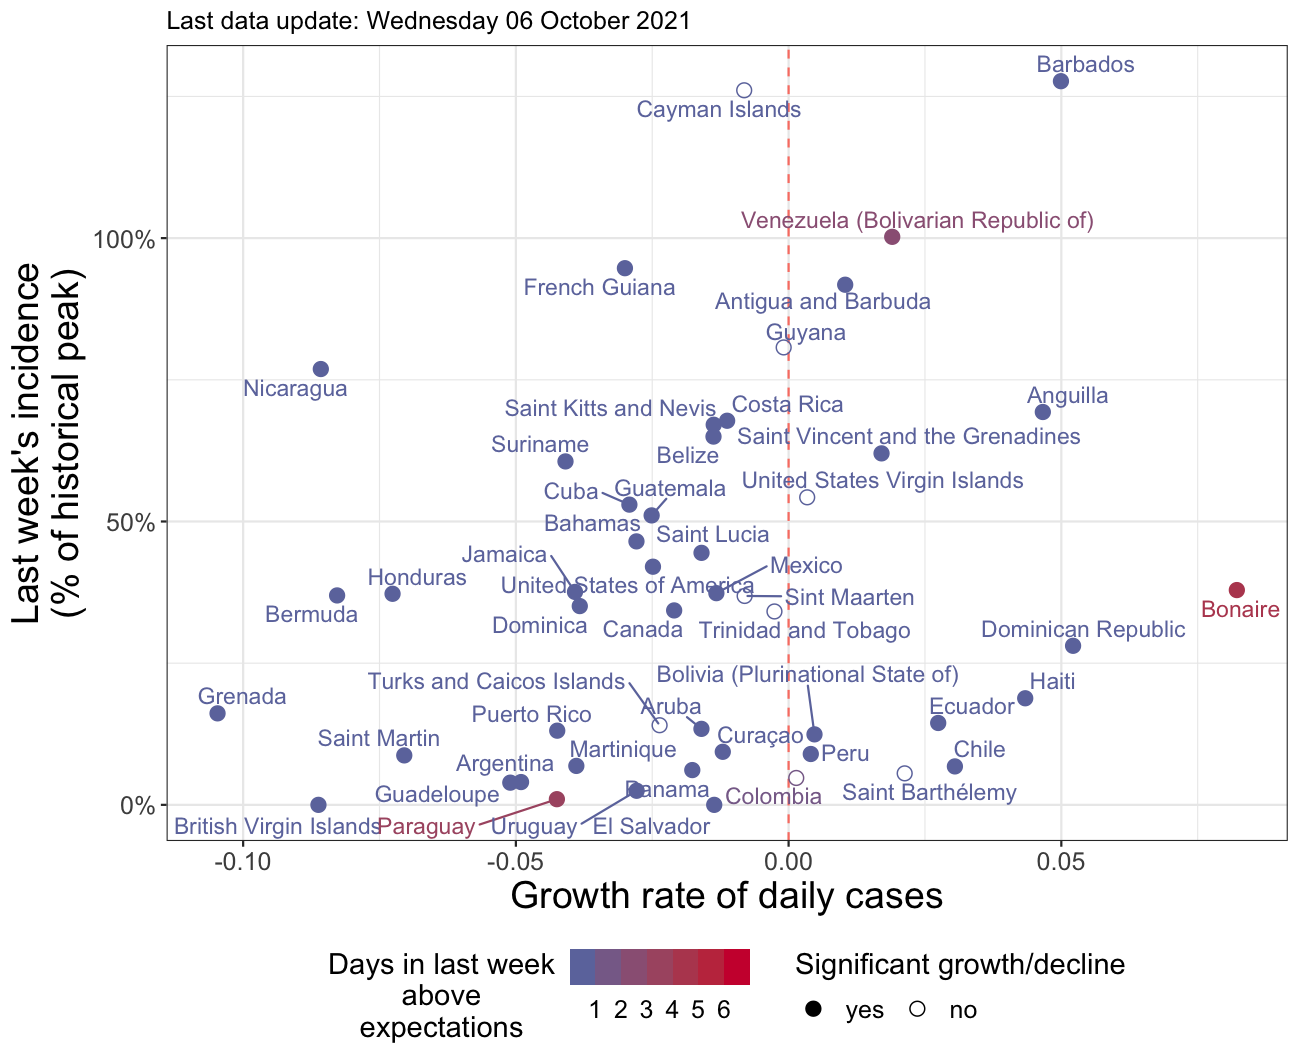 Last data update: Wednesday 06 October 2021
Last week's incidence
(% of historical peak)
100%
50%
0%
Barbados
Cayman Islands
Venezuela (Bolivarian Republic of)
French Guiana
Antigua and Barbuda
Guyana
Nicaragua
Anguilla
Saint Kitts and Nevis
Costa Rica
Saint Vincent and the Grenadines
Suriname
Belize
United States Virgin Islands
Cuba
Guatemala
Bahamas
Saint Lucia
Jamaica
Mexico
Honduras
United States of America
Sint Maarten
Bermuda
Bonaire
Dominica
Canada
Trinidad and Tobago
Dominican Republic
Turks and Caicos Islands
Bolivia (Plurinational State of)
Haiti
Grenada
Aruba
Ecuador
Puerto Rico
Saint Martin
Curaçao
Martinique
Peru
Chile
Argentina
Guadeloupe
Panama
Colombia
Saint Barthélemy
British Virgin Islands
Paraguay
Uruguay
El Salvador
-0.10
-0.05
0.00
0.05
Growth rate of daily cases
Days in last week
above
expectations
1 2 3 4 5 6
Significant growth/decline
yes
no